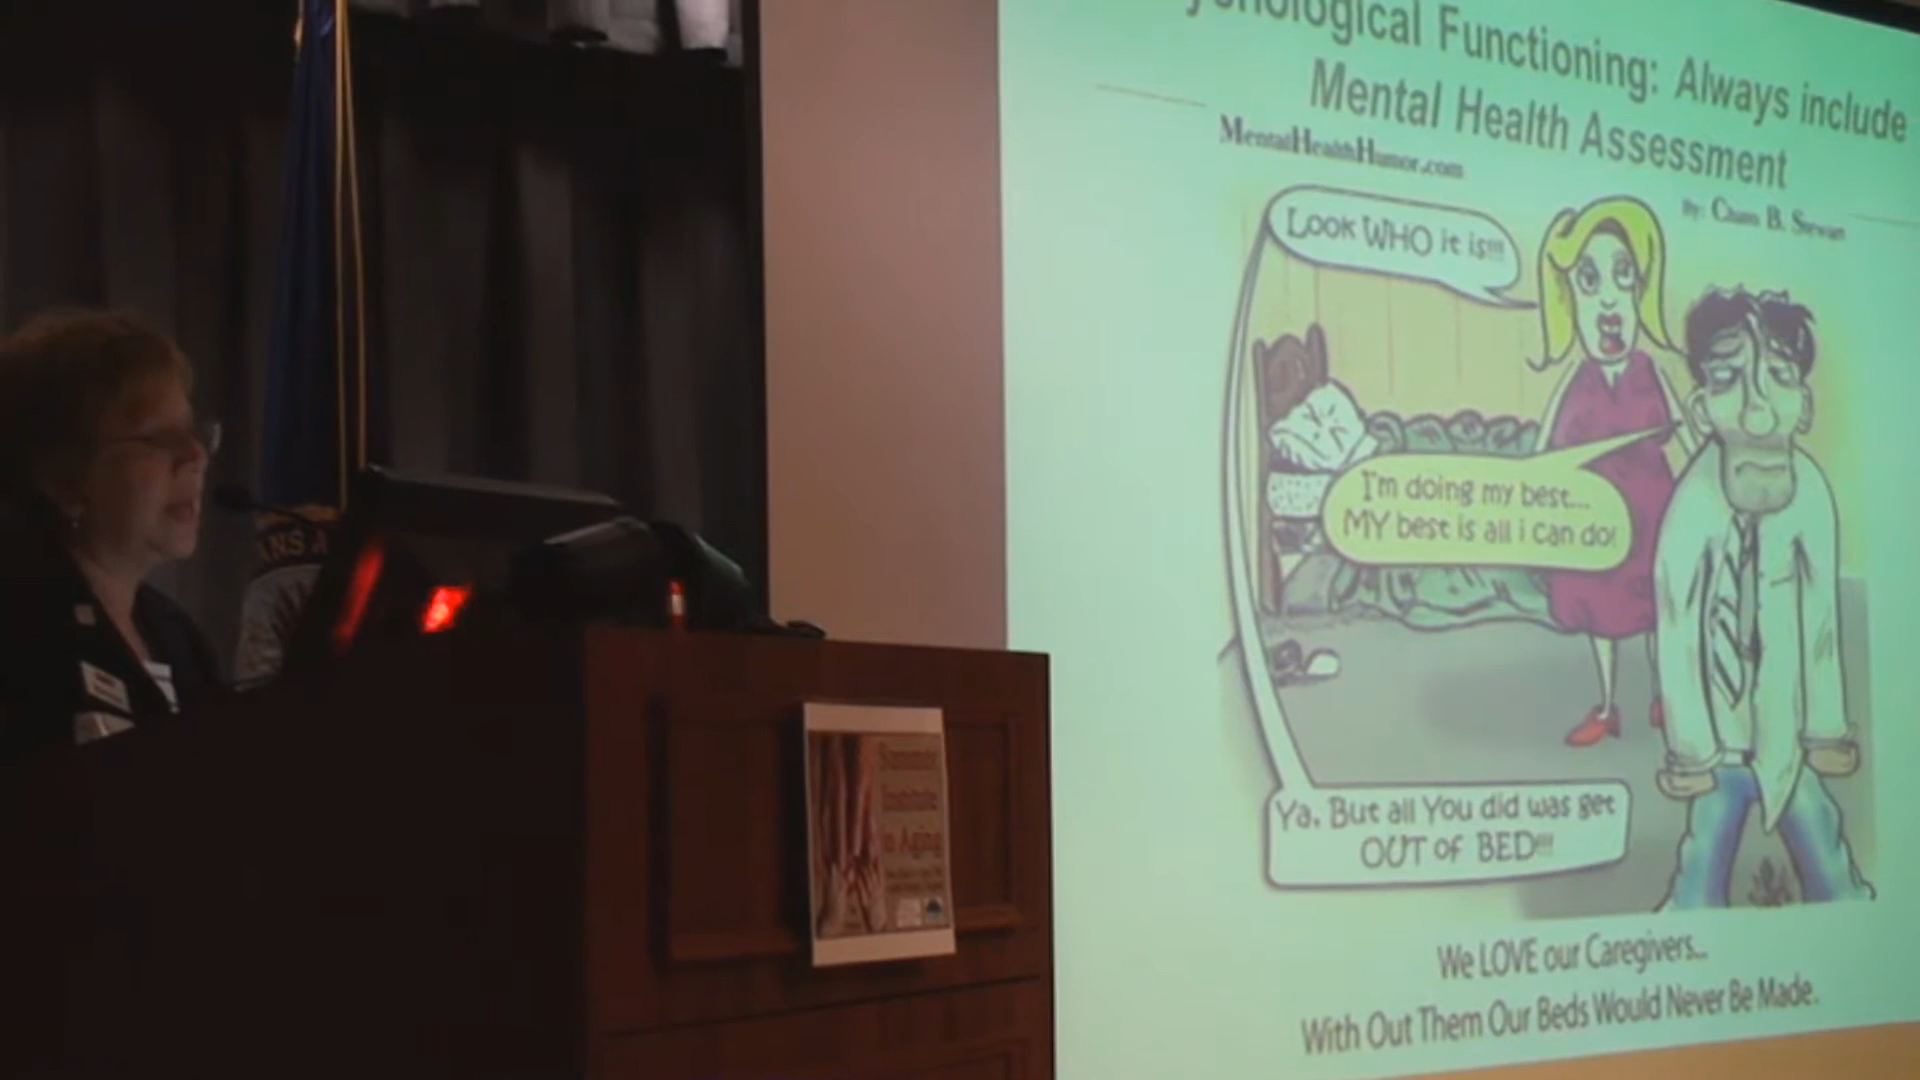 Functioning: Always include
Mental Health Assessment
MentalHealthHumor.com
By: Chato B. Stewart
Look WHO it is!!!
I'm doing my best...
MY best is all i can do!
Ya, But all You did was get
OUT of BED!!!
We LOVE our Caregivers...
With Out Them Our Beds Would Never Be Made.
ANS A
Summer
Institute
in Aging